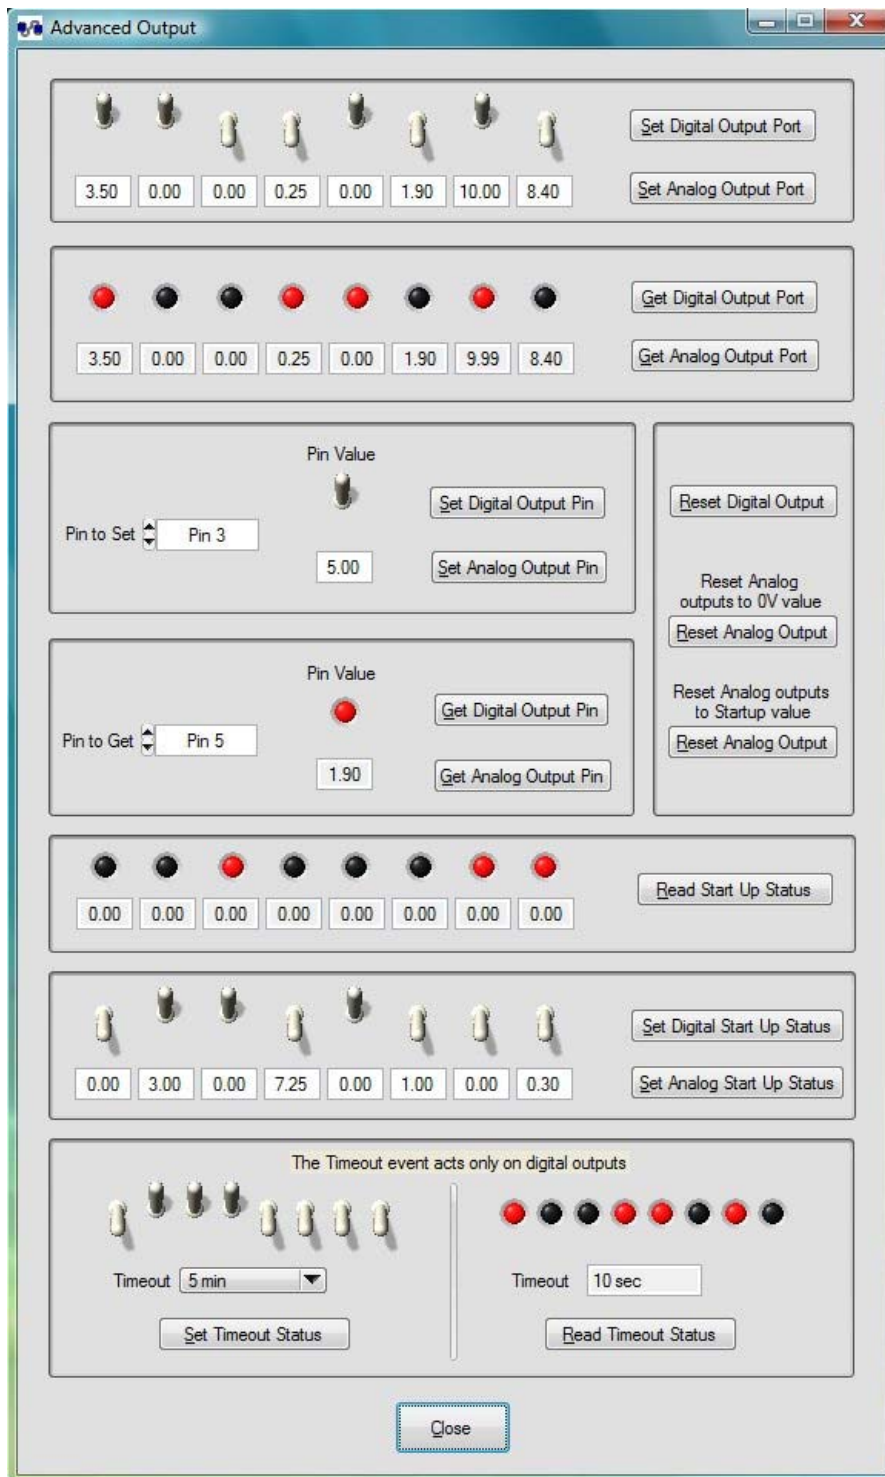 Advanced Output
Set Digital Output Port
3.50 0.00 0.00 0.25 0.00 1.90 10.00 8.40 Set Analog Output Port
Get Digital Output Port
3.50 0.00 0.00 0.25 0.00 1.90 9.99 8.40 Get Analog Output Port
Pin Value
Pin to Set Pin 3
Set Digital Output Pin
5.00 Set Analog Output Pin
Reset Digital Output
Reset Analog
outputs to 0V value
Reset Analog Output
Reset Analog outputs
to Startup value
Reset Analog Output
Pin Value
Pin to Get Pin 5
Get Digital Output Pin
1.90 Get Analog Output Pin
0.00 0.00 0.00 0.00 0.00 0.00 0.00 0.00
Read Start Up Status
Set Digital Start Up Status
0.00 3.00 0.00 7.25 0.00 1.00 0.00 0.30 Set Analog Start Up Status
The Timeout event acts only on digital outputs
Timeout 5 min
Set Timeout Status
Timeout 10 sec
Read Timeout Status
Close